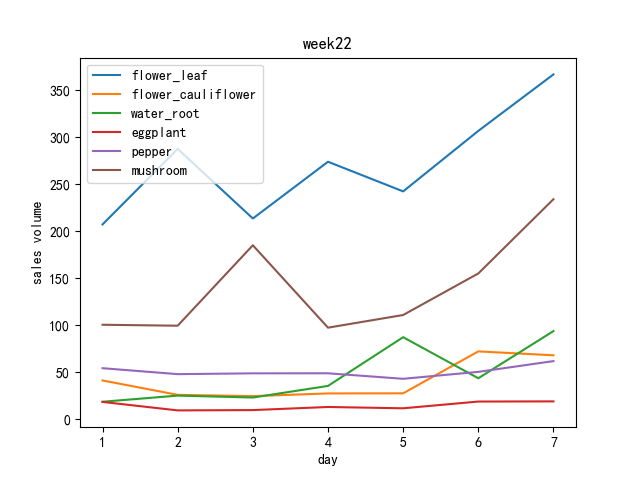 week22
flower_leaf
flower_cauliflower
water_root
eggplant
pepper
mushroom
sales volume
350
300
250
200
150
100
50
0
1 2 3 4 5 6 7
day